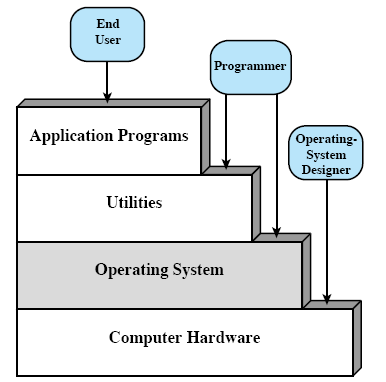 End
User
Programmer
Operating-
System
Designer
Application Programs
Utilities
Operating System
Computer Hardware